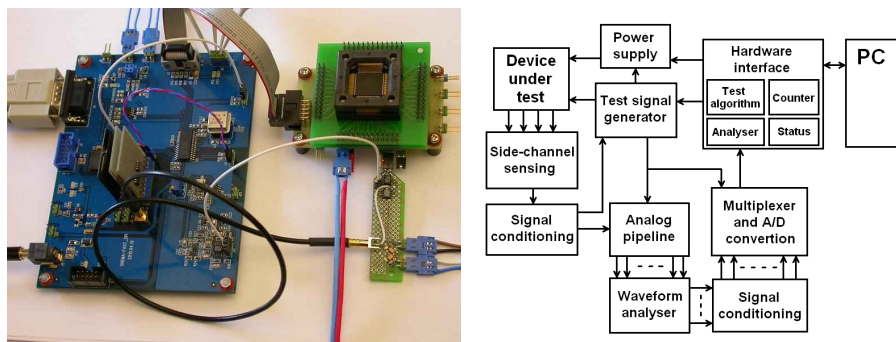 Device
under
test
Power
supply
Hardware
interface
PC
Test
algorithm
Counter
Analyser
Status
Test signal
generator
Side-channel
sensing
Signal
conditioning
Analog
pipeline
Multiplexer
and A/D
convertion
Waveform
analyser
Signal
conditioning